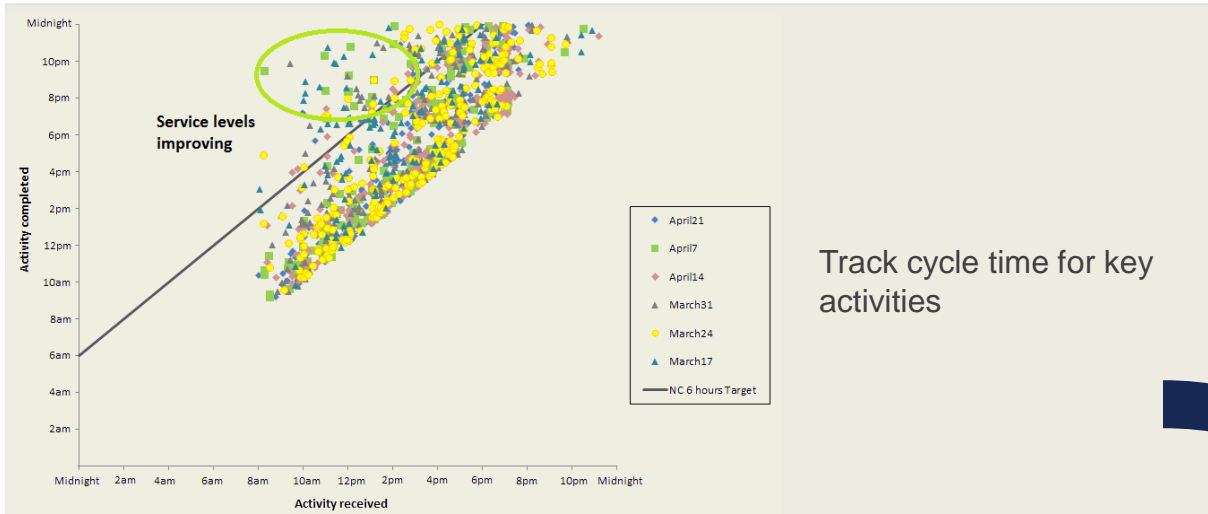 Midnight
10pm
8pm
6pm
4pm
2pm
12pm
10am
8am
6am
4am
2am
Activity completed
Service levels
improving
Midnight 2am 4am 6am 8am 10am 12pm 2pm 4pm 6pm 8pm 10pm Midnight
Activity received
April21
April7
April14
March31
March24
March17
NC 6 hours Target
Track cycle time for key
activities